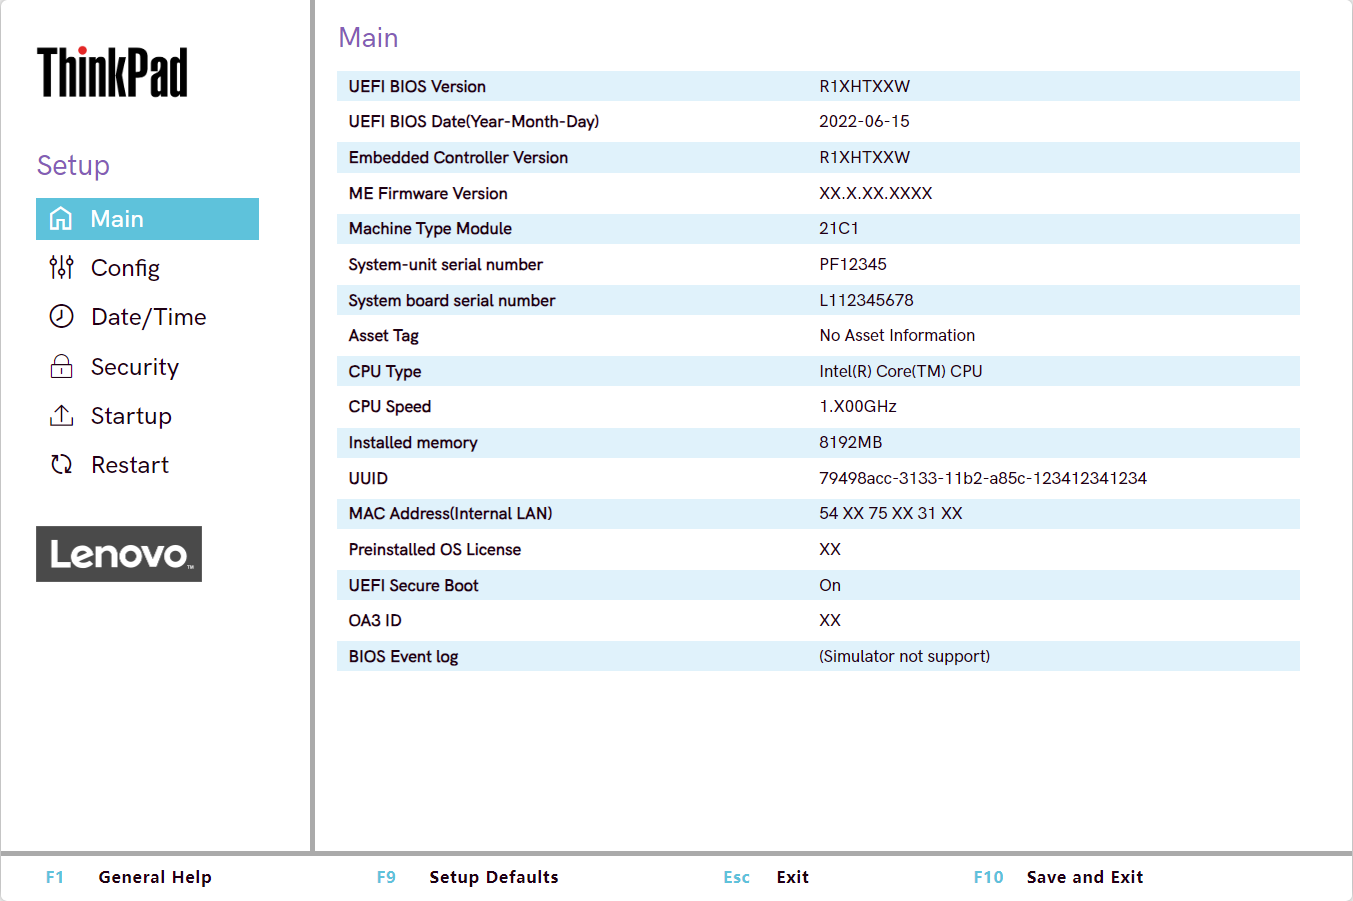 ThinkPad
Setup
Main
Config
Date/Time
Security
Startup
Restart
Lenovo™
Main
UEFI BIOS Version R1XHTXXW
UEFI BIOS Date(Year-Month-Day) 2022-06-15
Embedded Controller Version R1XHTXXW
ME Firmware Version XX.X.XX.XXXX
Machine Type Module 21C1
System-unit serial number PF12345
System board serial number L112345678
Asset Tag No Asset Information
CPU Type Intel(R) Core(TM) CPU
CPU Speed 1.X00GHz
Installed memory 8192MB
UUID 79498acc-3133-11b2-a85c-123412341234
MAC Address(Internal LAN) 54 XX 75 XX 31 XX
Preinstalled OS License XX
UEFI Secure Boot On
OA3 ID XX
BIOS Event log (Simulator not support)
F1 General Help F9 Setup Defaults Esc Exit F10 Save and Exit